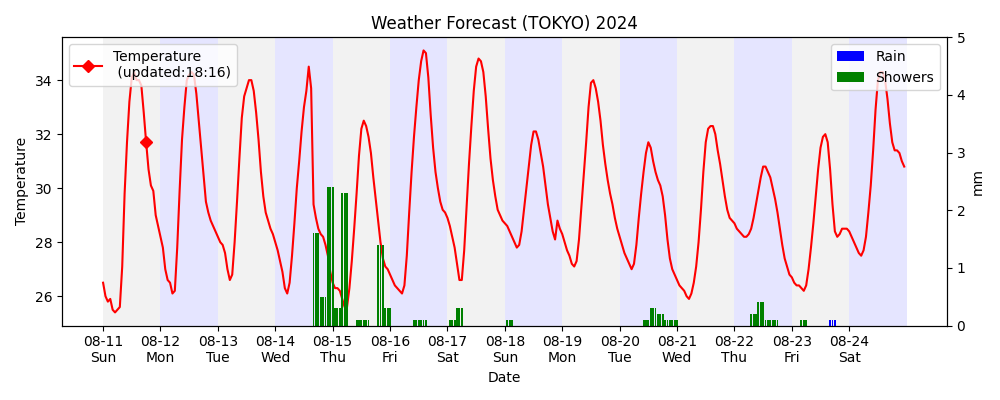 Weather Forecast (TOKYO) 2024
Temperature
(updated:18:16)
Rain
Showers
Temperature
34
32
30
28
26
5
4
3
2
1
0
mm
08-11 08-12 08-13 08-14 08-15 08-16 08-17 08-18 08-19 08-20 08-21 08-22 08-23 08-24
Sun Mon Tue Wed Thu Fri Sat Sun Mon Tue Wed Thu Fri Sat
Date